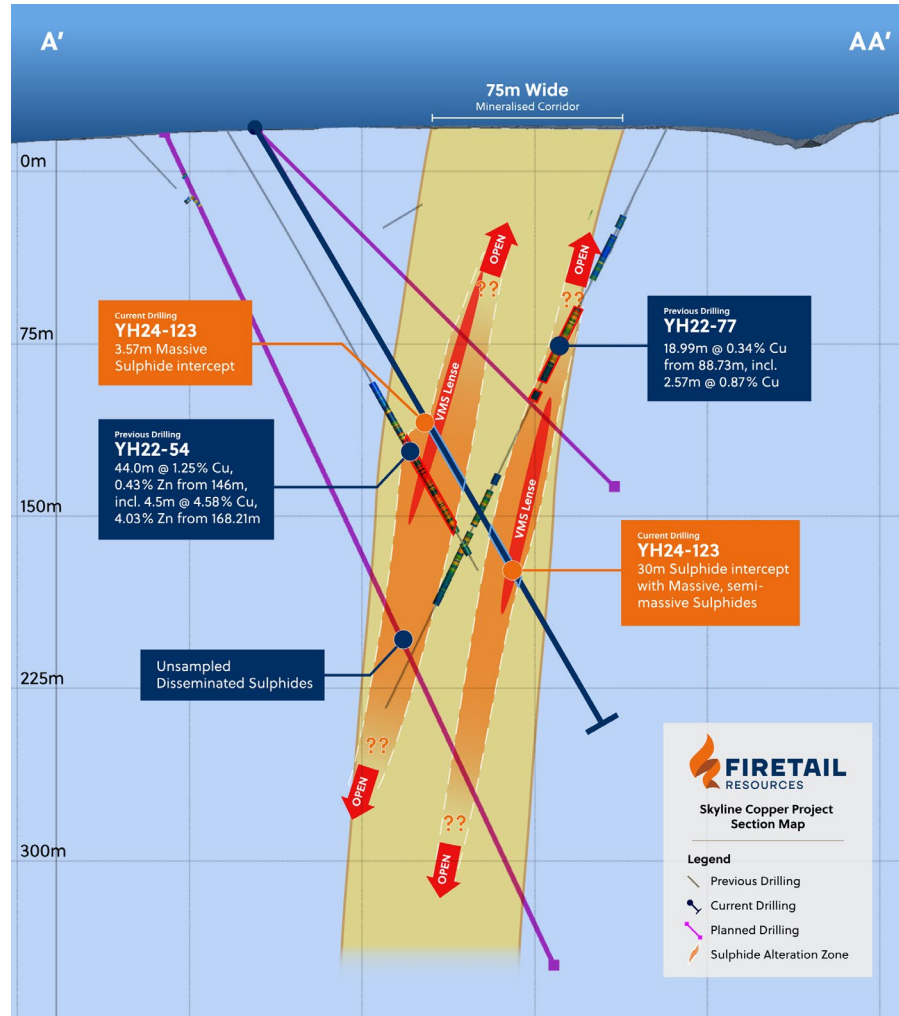 A'
AA'
75m Wide
Mineralised Corridor
0m
75m
150m
225m
300m
OPEN
??
OPEN
??
VMS Lense
VMS Lense
Current Drilling
YH24-123
3.57m Massive
Sulphide intercept
Previous Drilling
YH22-77
18.99m @ 0.34% Cu
from 88.73m, incl.
2.57m @ 0.87% Cu
Previous Drilling
YH22-54
44.0m @ 1.25% Cu,
0.43% Zn from 146m,
incl. 4.5m @ 4.58% Cu,
4.03% Zn from 168.21m
Current Drilling
YH24-123
30m Sulphide intercept
with Massive, semi-
massive Sulphides
Unsampled
Disseminated Sulphides
??
OPEN
??
OPEN
FIRETAIL
RESOURCES
Skyline Copper Project
Section Map
Legend
Previous Drilling
Current Drilling
Planned Drilling
Sulphide Alteration Zone